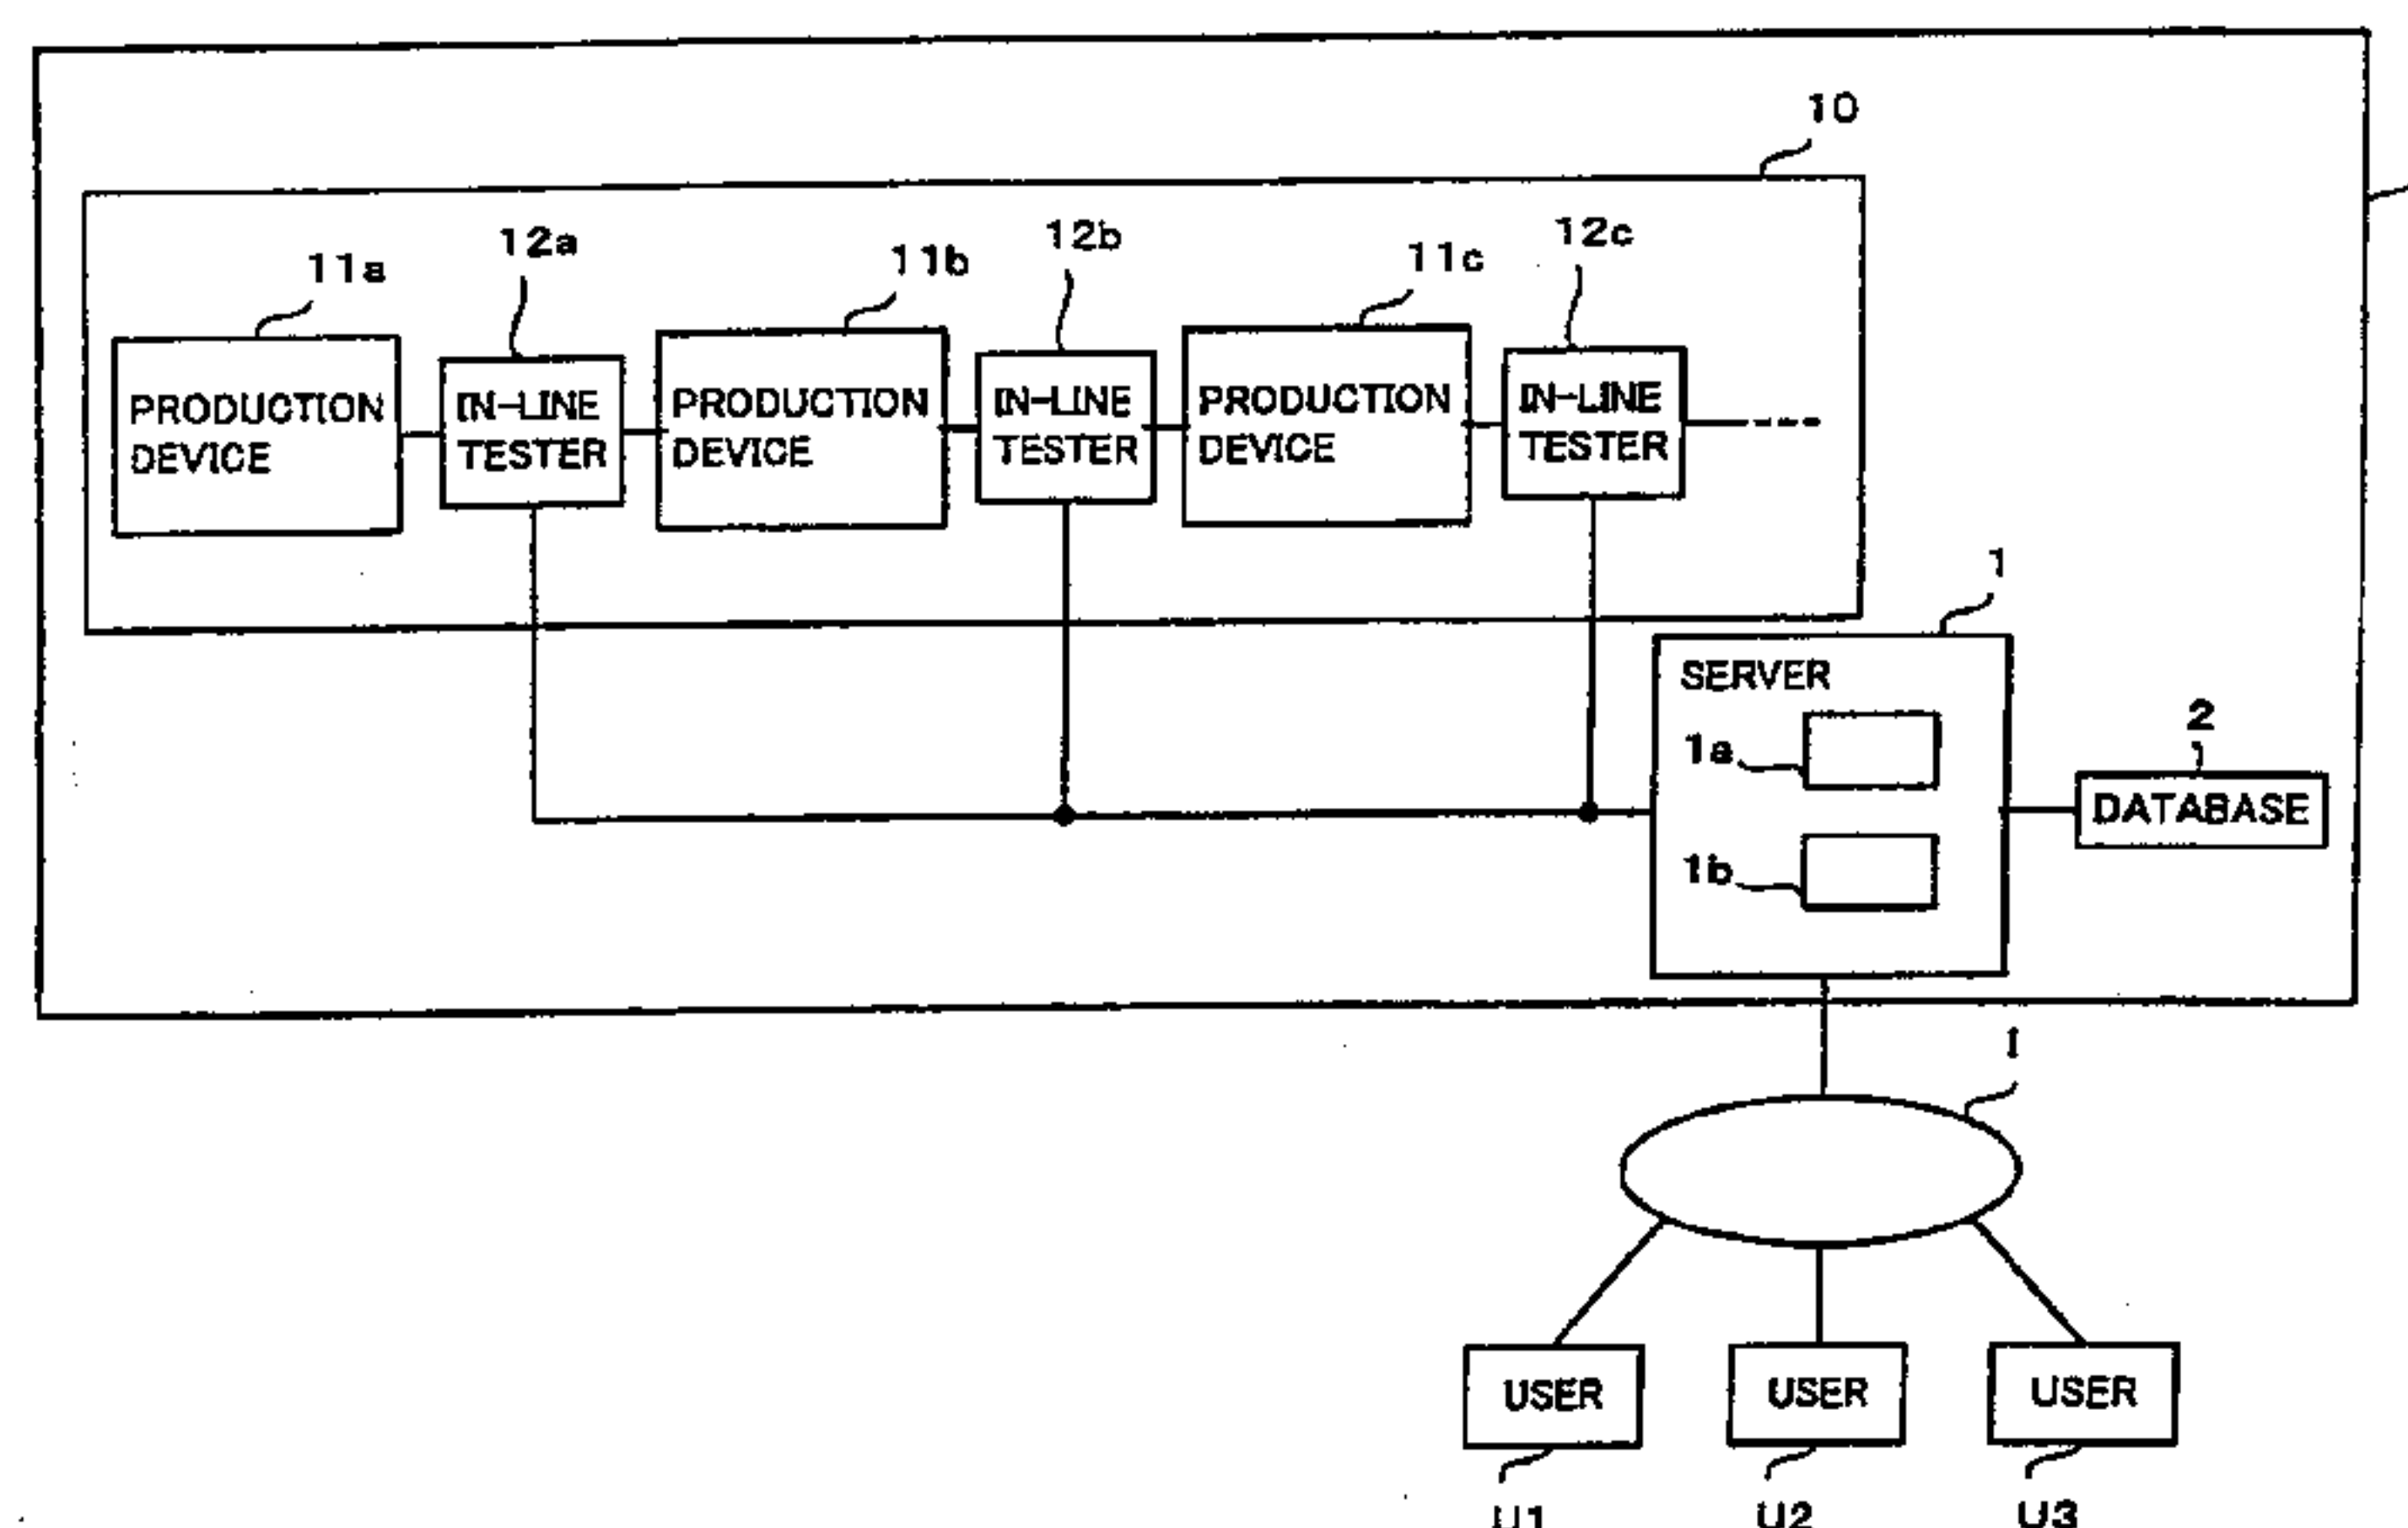 10
11a
12a
11b
12b
11c
12c
PRODUCTION
DEVICE
IN-LINE
TESTER
PRODUCTION
DEVICE
IN-LINE
TESTER
PRODUCTION
DEVICE
IN-LINE
TESTER
1
SERVER
1a
1b
2
DATABASE
I
USER
USER
USER
U1
U2
U3